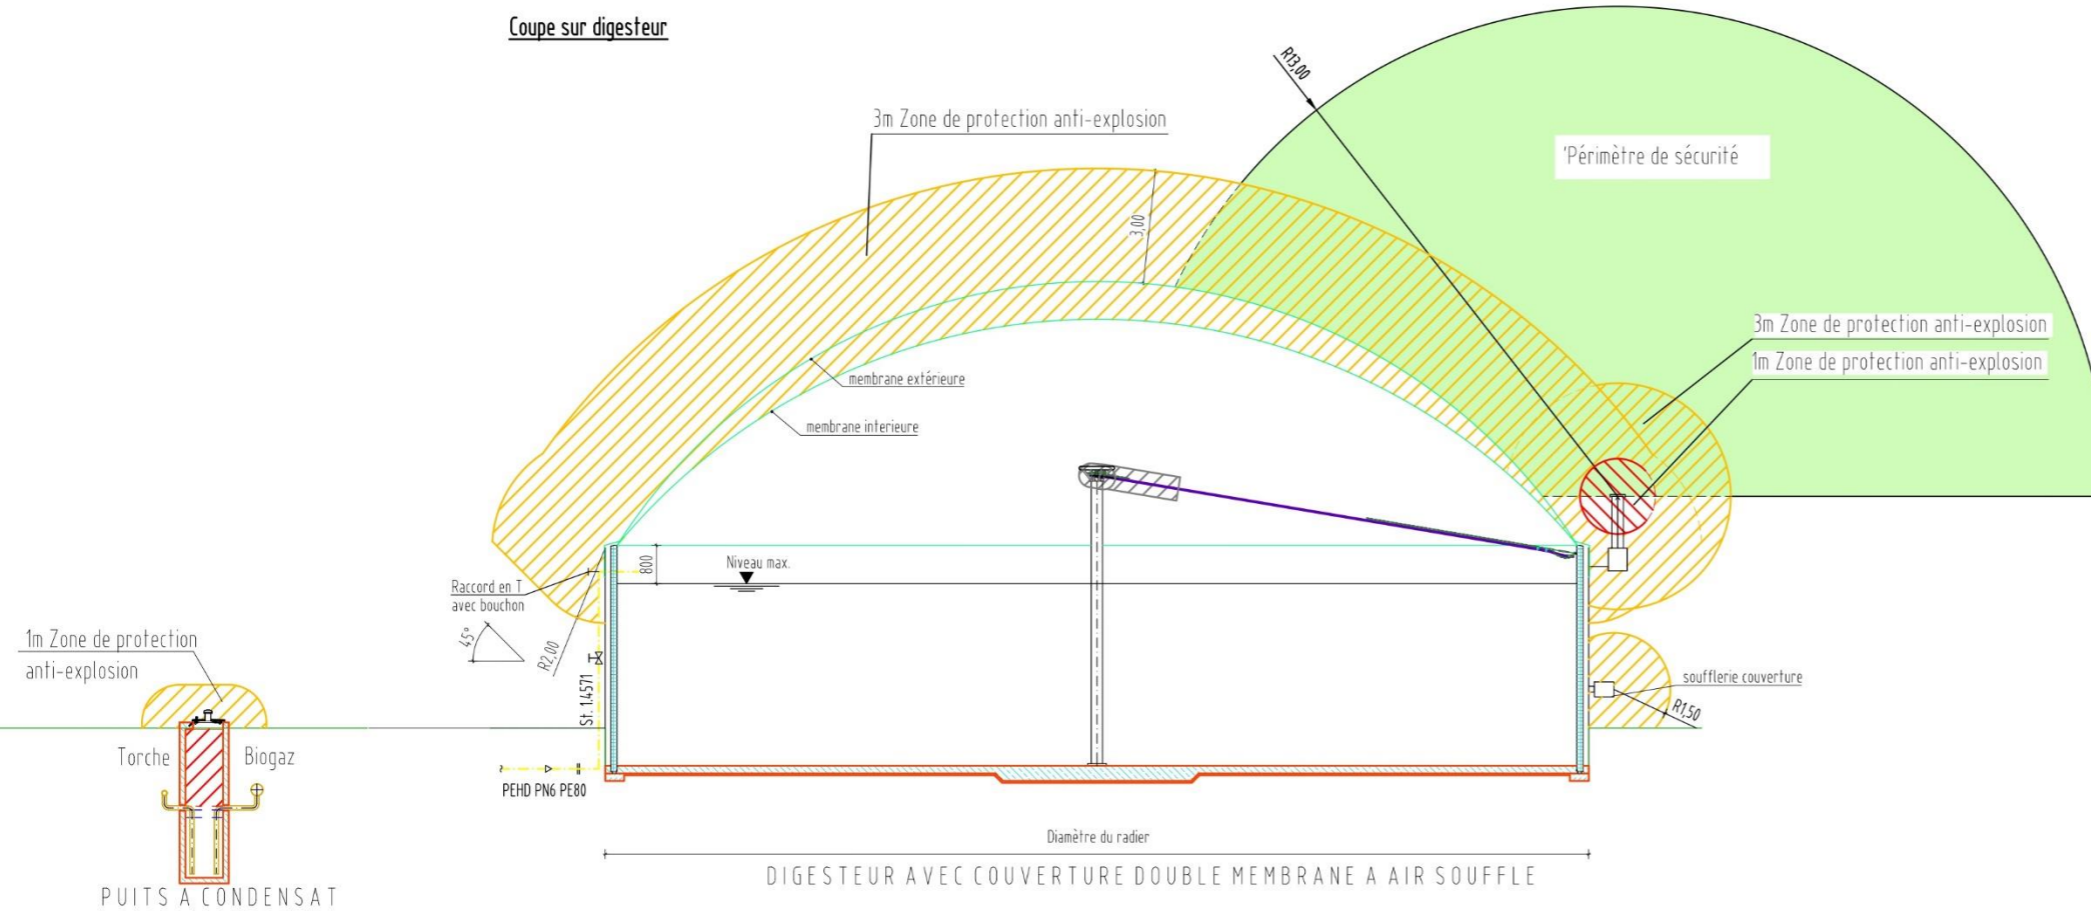 Coupe sur digesteur
R13,00
3m Zone de protection anti-explosion
'Périmètre de sécurité
3,00
3m Zone de protection anti-explosion
1m Zone de protection anti-explosion
membrane extérieure
membrane interieure
Niveau max.
800
Raccord en T
avec bouchon
45°
R2,00
1m Zone de protection
anti-explosion
soufflerie couverture
R1,50
St. 1.4571
Torche
Biogaz
PEHD PN6 PE80
Diamètre du radier
DIGESTEUR AVEC COUVERTURE DOUBLE MEMBRANE A AIR SOUFFLE
PUITS A CONDENSAT